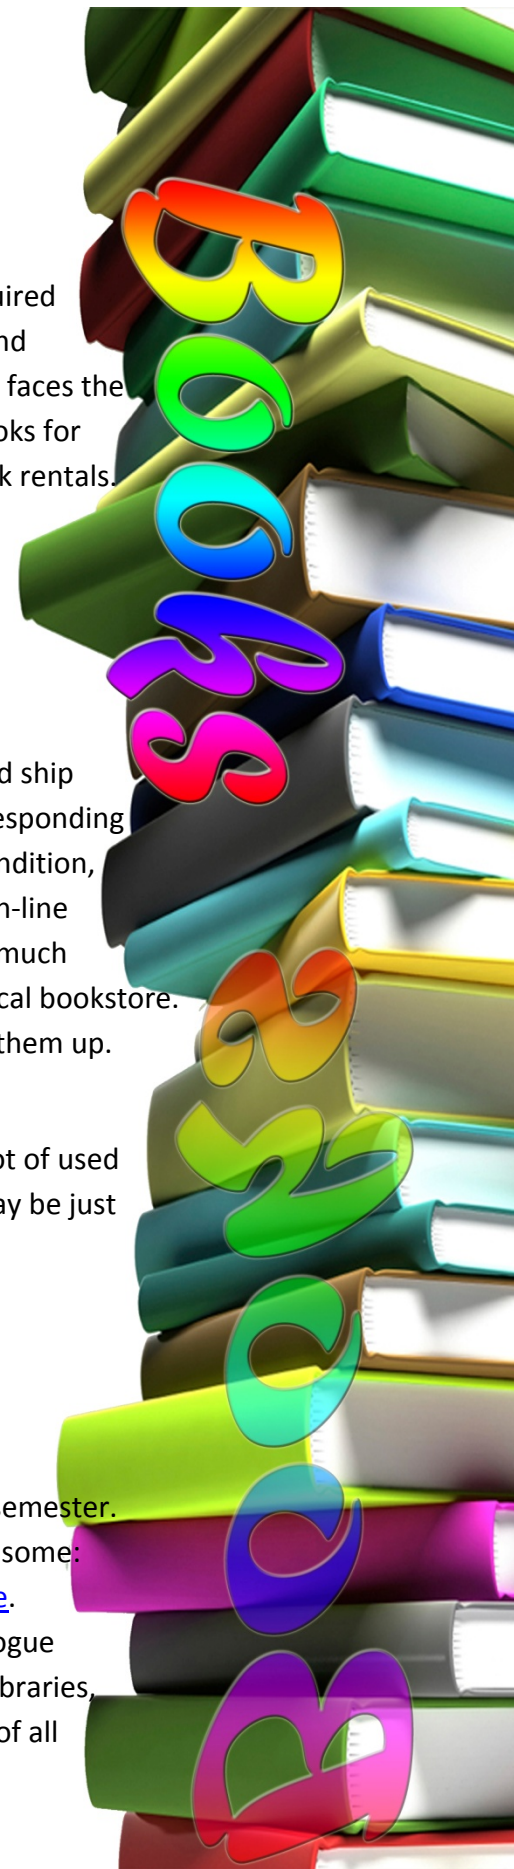 uired
nd
faces the
oks for
k rentals.
Books
d ship
esponding
ndition,
n-line
much
cal bookstore.
them up.
ot of used
ay be just
semester.
some:
e.
ogue
braries,
of all
Books